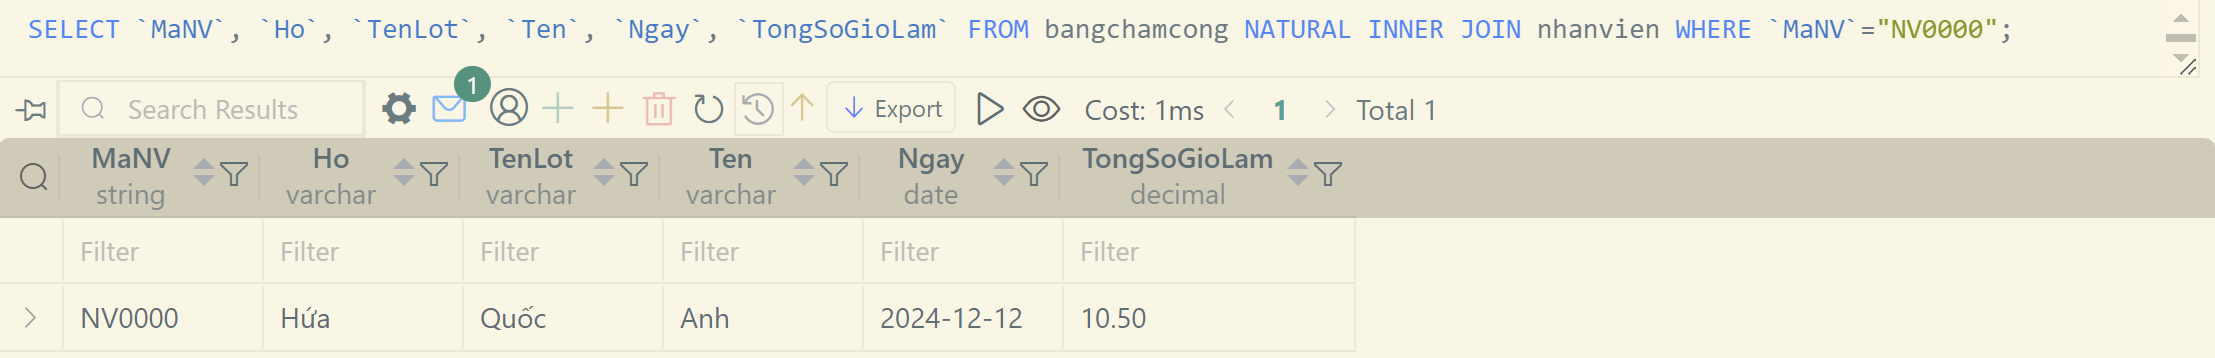 SELECT `MaNV`, `Ho`, `TenLot`, `Ten`, `Ngay`, `TongSoGioLam` FROM bangchamcong NATURAL INNER JOIN nhanvien WHERE `MaNV`="NV0000";
Search Results 1 Export Cost: 1ms 1 Total 1
MaNV Ho TenLot Ten Ngay TongSoGioLam
string varchar varchar varchar date decimal
Filter Filter Filter Filter Filter Filter
NV0000 Hứa Quốc Anh 2024-12-12 10.50